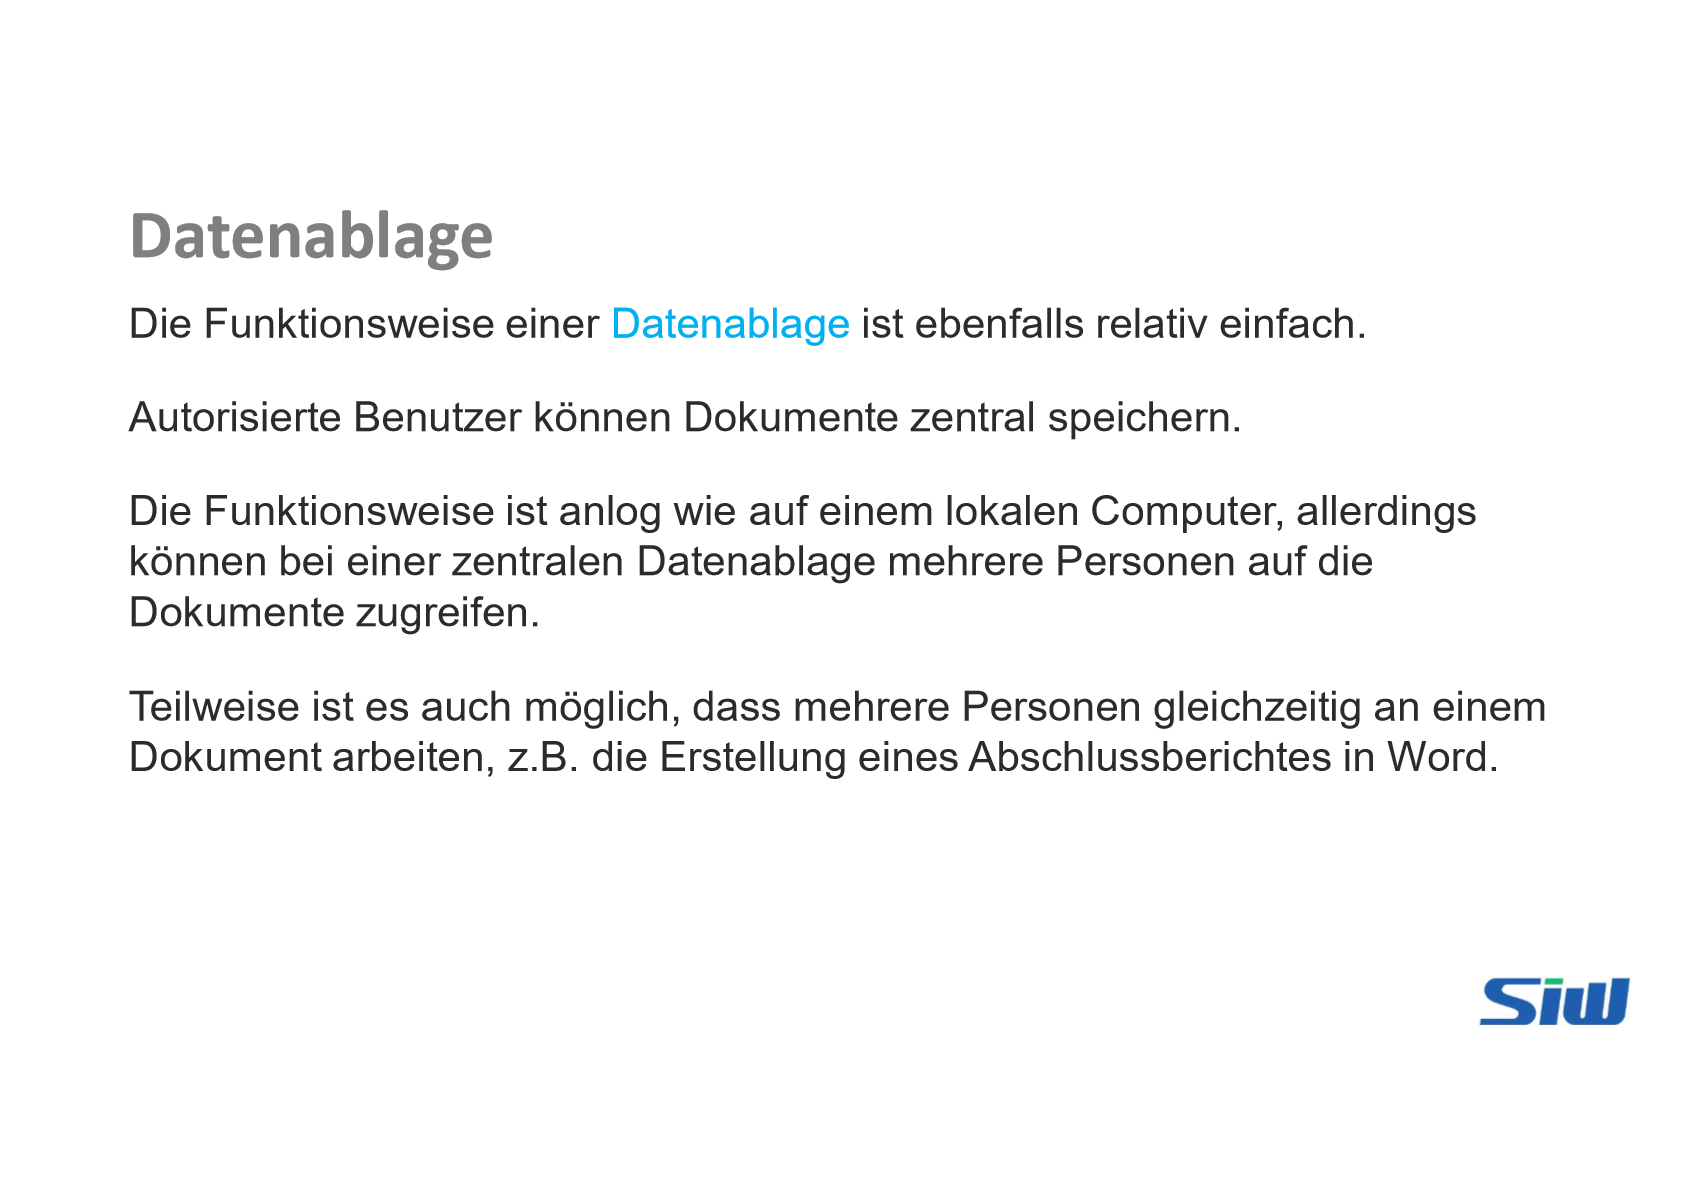 Datenablage
Die Funktionsweise einer Datenablage ist ebenfalls relativ einfach.
Autorisierte Benutzer können Dokumente zentral speichern.
Die Funktionsweise ist anlog wie auf einem lokalen Computer, allerdings
können bei einer zentralen Datenablage mehrere Personen auf die
Dokumente zugreifen.
Teilweise ist es auch möglich, dass mehrere Personen gleichzeitig an einem
Dokument arbeiten, z.B. die Erstellung eines Abschlussberichtes in Word.
Siw